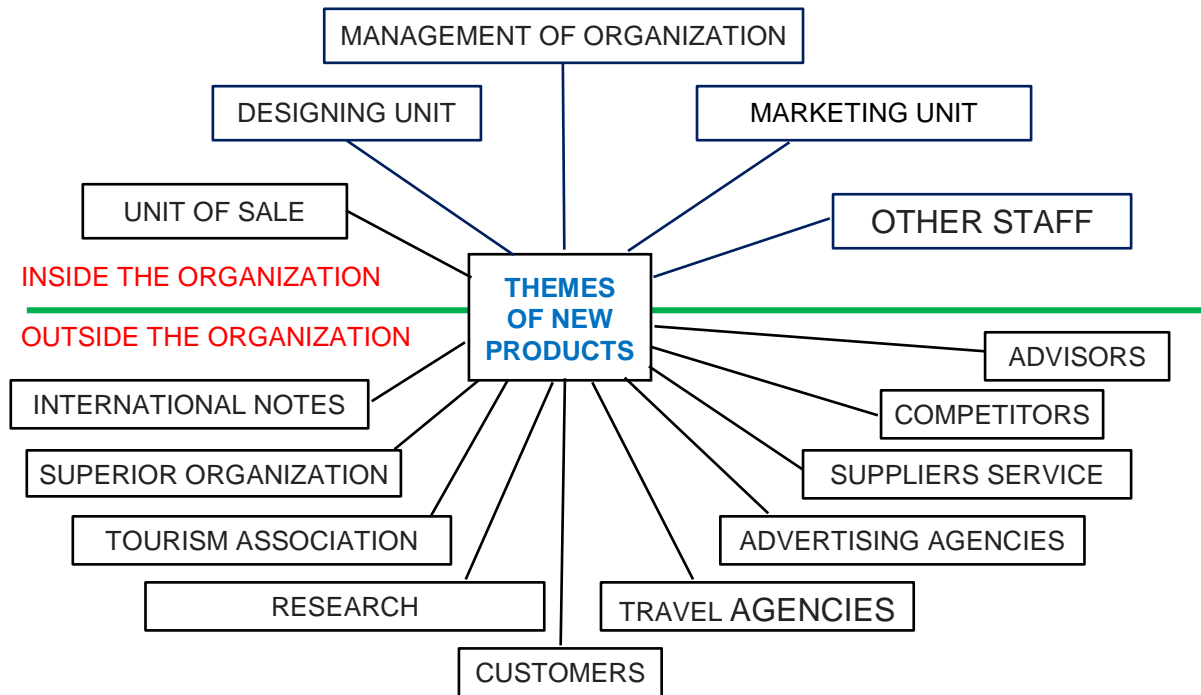 MANAGEMENT OF ORGANIZATION
DESIGNING UNIT
MARKETING UNIT
UNIT OF SALE
OTHER STAFF
INSIDE THE ORGANIZATION
THEMES
OF NEW
PRODUCTS
OUTSIDE THE ORGANIZATION
ADVISORS
INTERNATIONAL NOTES
COMPETITORS
SUPERIOR ORGANIZATION
SUPPLIERS SERVICE
TOURISM ASSOCIATION
ADVERTISING AGENCIES
RESEARCH
TRAVEL AGENCIES
CUSTOMERS